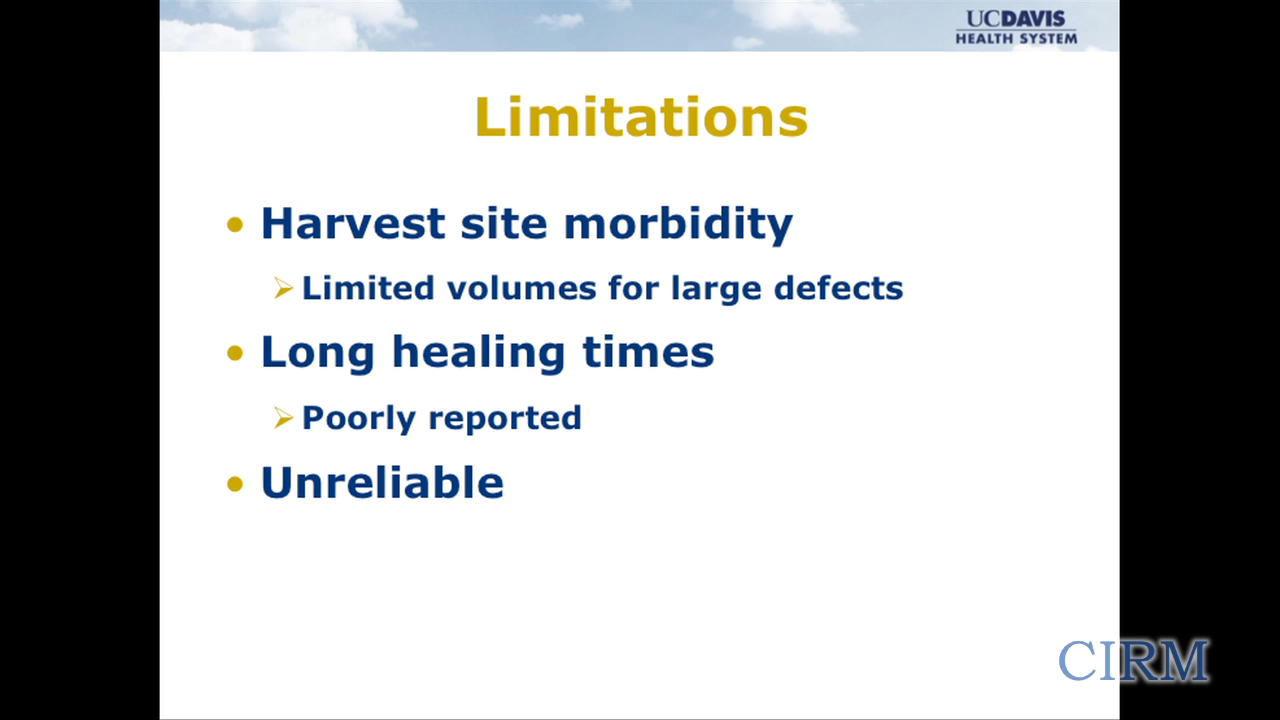 UCDAVIS
HEALTH SYSTEM
Limitations
• Harvest site morbidity
➢ Limited volumes for large defects
• Long healing times
➢ Poorly reported
• Unreliable
CIRM